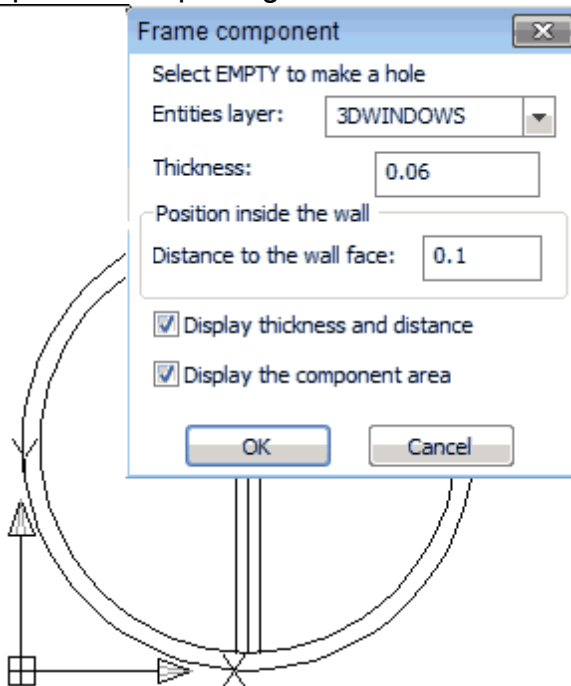 Frame component
Select EMPTY to make a hole
Entities layer: 3DWINDOWS
Thickness: 0.06
Position inside the wall
Distance to the wall face: 0.1
Display thickness and distance
Display the component area
OK Cancel